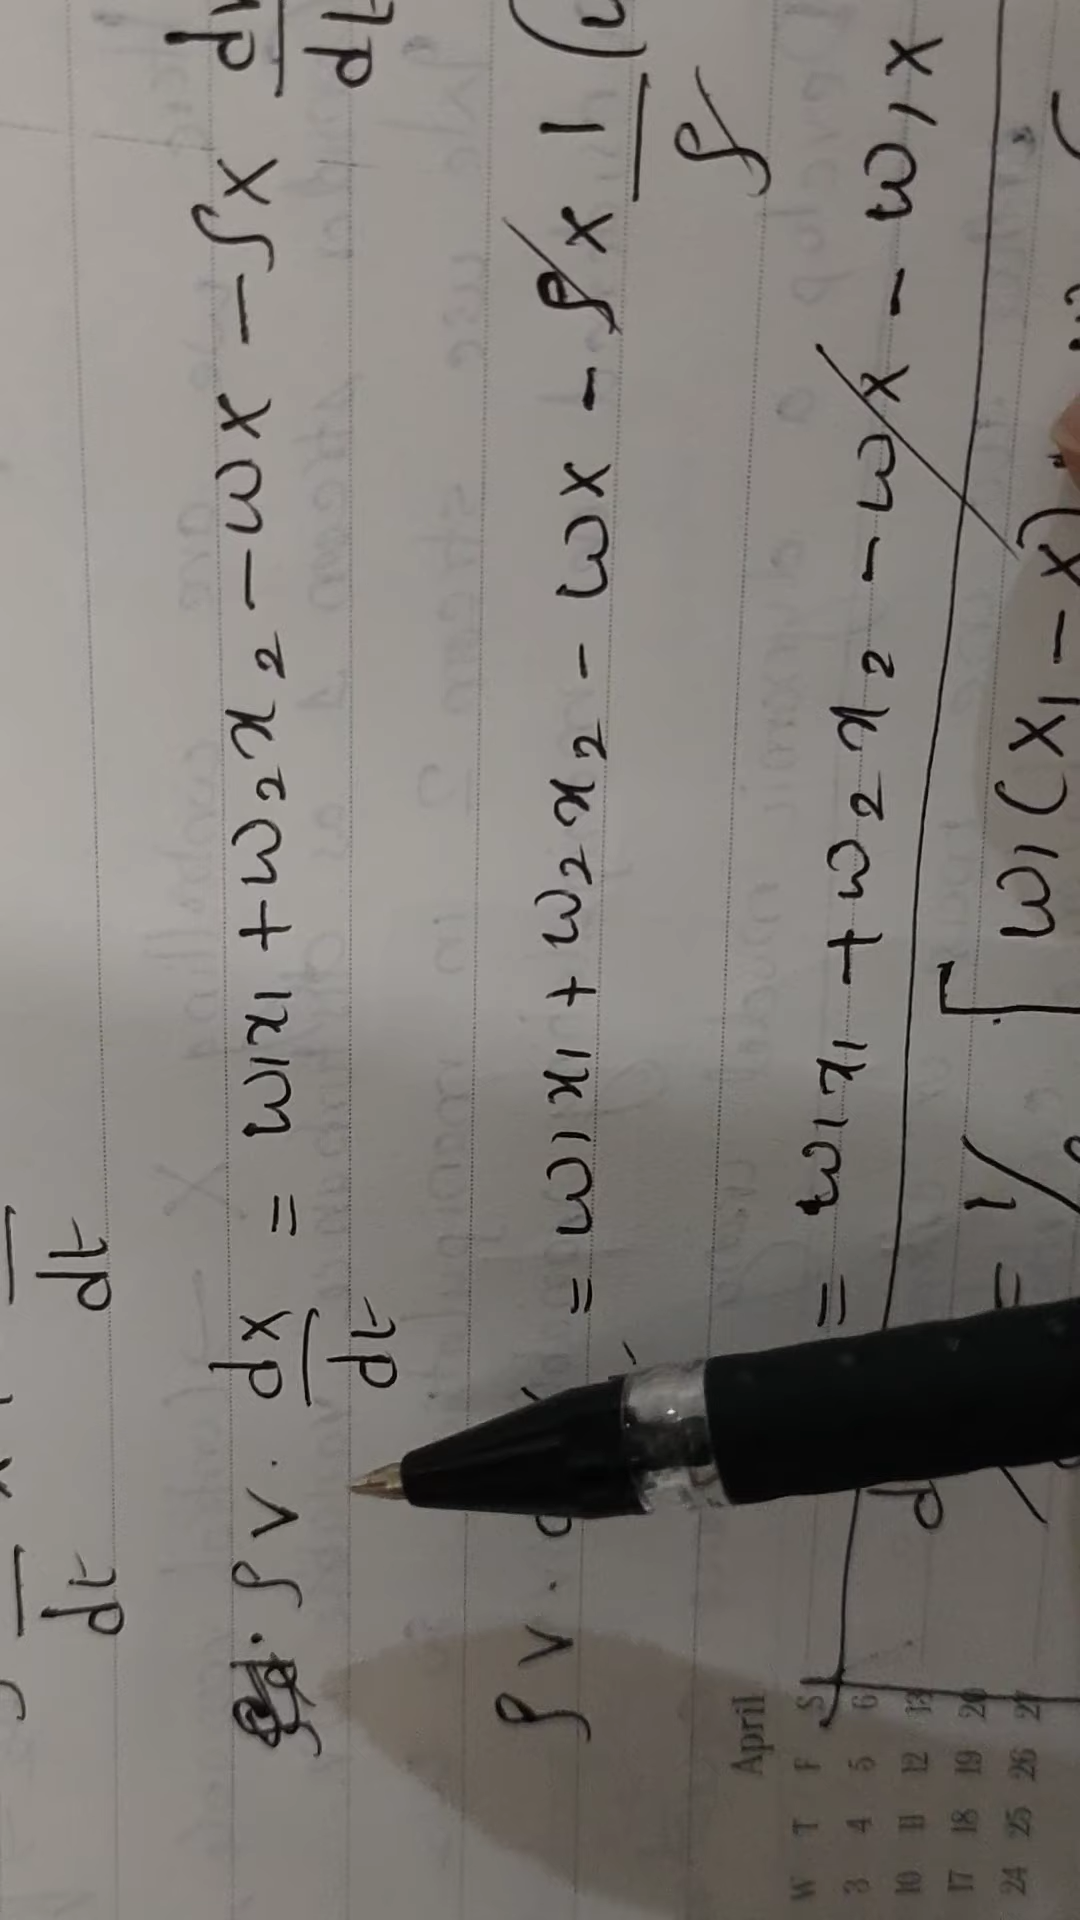 dt dt
ρV · dx/dt = w1x1 + w2x2 - wx - ρx
dt
ρV · = w1x1 + w2x2 - wx - ρx 1/ρ (
= w1x1 + w2x2 - wx - w1x
= 1/ [w1(x1 - x)
April
W T F S
3 4 5 6
10 11 12 13
17 18 19 20
24 25 26 27